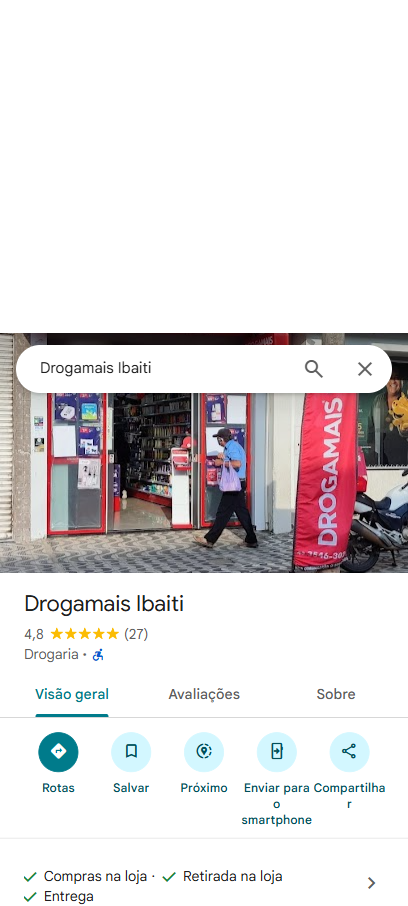 Drogamais Ibaiti
DROGAMAIS
Drogamais Ibaiti
4,8 (27)
Drogaria ·
Visão geral Avaliações Sobre
Rotas Salvar Próximo Enviar para o smartphone Compartilhar
Compras na loja · Retirada na loja
Entrega